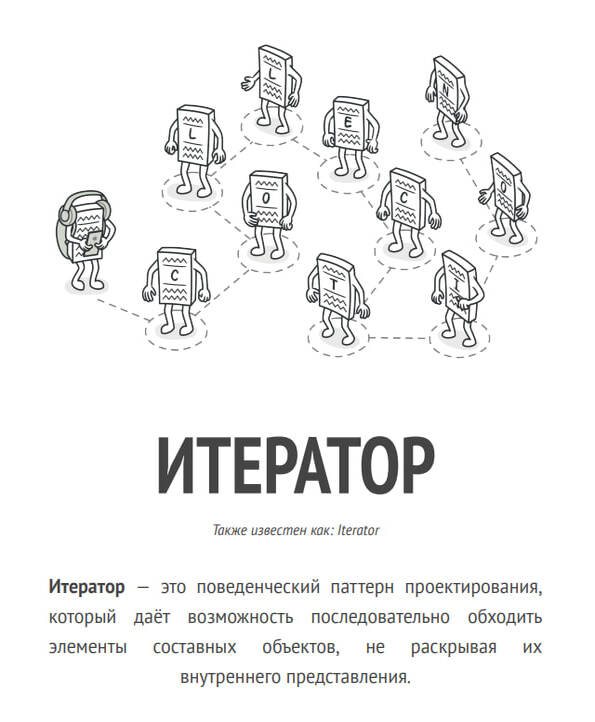 L
N
L
E
O
C
O
C
T
I
ИТЕРАТОР
Также известен как: Iterator
Итератор — это поведенческий паттерн проектирования,
который даёт возможность последовательно обходить
элементы составных объектов, не раскрывая их
внутреннего представления.